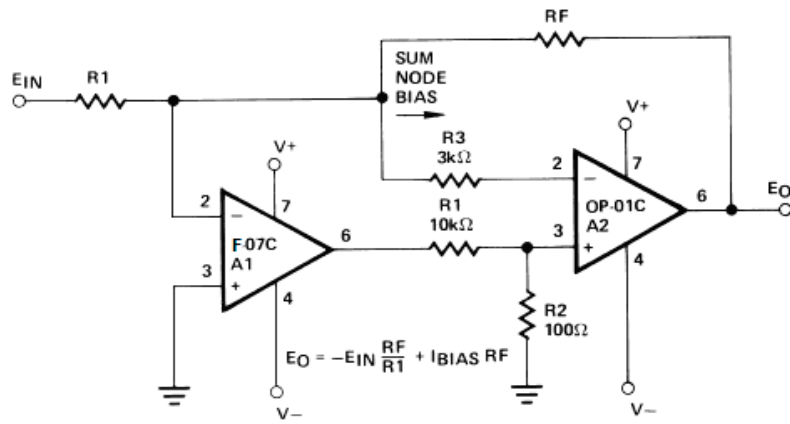 RF
EIN
R1
SUM
NODE
BIAS
V+
R3
3kΩ
V+
2
7
R1
10kΩ
2
−
7
OP-01C
A2
6
EO
−
F-07C
A1
6
3
+
3
+
4
4
R2
100Ω
EO = −EIN RF/R1 + IBIAS RF
V−
V−